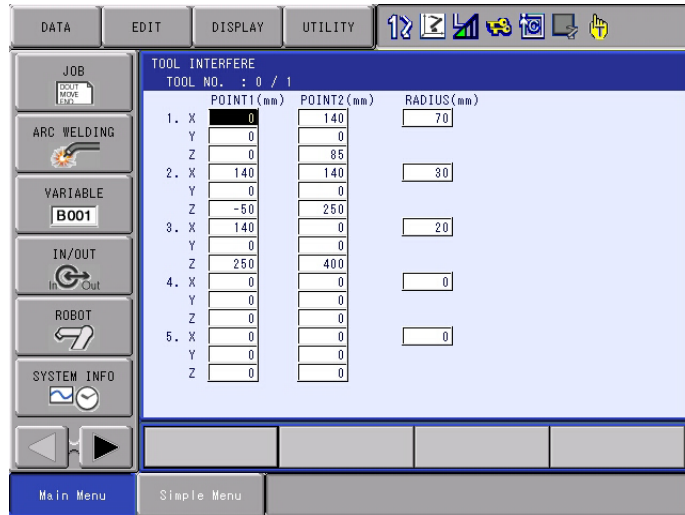 DATA
EDIT
DISPLAY
UTILITY
JOB
DOUT
MOVE
END
ARC WELDING
VARIABLE
B001
IN/OUT
In Out
ROBOT
SYSTEM INFO
TOOL INTERFERE
TOOL NO. : 0 / 1
POINT1(mm) POINT2(mm) RADIUS(mm)
1. X 0 140 70
Y 0 0
Z 0 85
2. X 140 140 30
Y 0 0
Z -50 250
3. X 140 0 20
Y 0 0
Z 250 400
4. X 0 0 0
Y 0 0
Z 0 0
5. X 0 0 0
Y 0 0
Z 0 0
Main Menu
Simple Menu